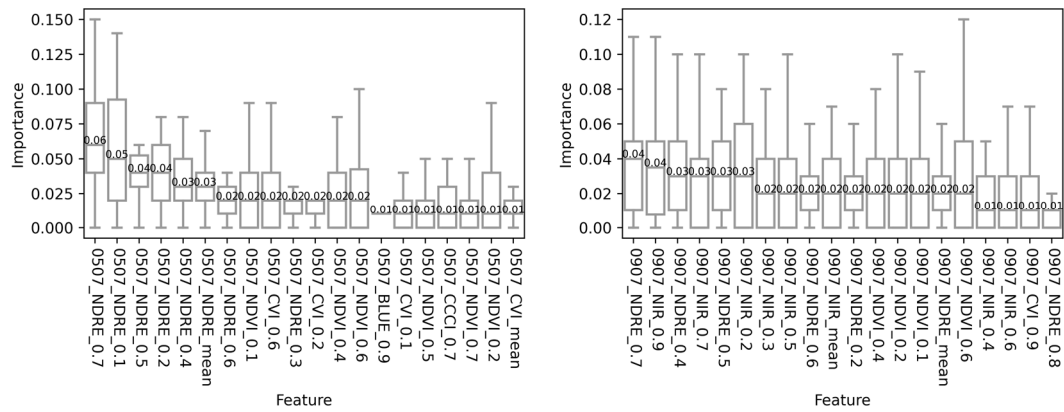 0.150
0.125
0.100
0.075
0.050
0.025
0.000
Importance
0.06
0.05
0.04
0.04
0.03
0.03
0.02
0.02
0.02
0.02
0.02
0.02
0.02
0.01
0.01
0.01
0.01
0.01
0.01
0.01
0507_NDRE_0.7
0507_NDRE_0.1
0507_NDRE_0.5
0507_NDRE_0.2
0507_NDRE_0.4
0507_NDRE_mean
0507_NDRE_0.6
0507_NDVI_0.1
0507_CVI_0.6
0507_NDRE_0.3
0507_CVI_0.2
0507_NDVI_0.4
0507_NDVI_0.6
0507_BLUE_0.9
0507_CVI_0.1
0507_NDVI_0.5
0507_CCCI_0.7
0507_NDVI_0.7
0507_NDVI_0.2
0507_CVI_mean
Feature
0.12
0.10
0.08
0.06
0.04
0.02
0.00
Importance
0.04
0.04
0.03
0.03
0.03
0.03
0.02
0.02
0.02
0.02
0.02
0.02
0.02
0.02
0.02
0.02
0.01
0.01
0.01
0.01
0907_NDRE_0.7
0907_NIR_0.9
0907_NDRE_0.4
0907_NIR_0.7
0907_NDRE_0.5
0907_NIR_0.2
0907_NIR_0.3
0907_NIR_0.5
0907_NDRE_0.6
0907_NIR_mean
0907_NDRE_0.2
0907_NDVI_0.4
0907_NIR_0.1
0907_NDVI_0.2
0907_NDRE_mean
0907_NDVI_0.6
0907_NIR_0.4
0907_NIR_0.6
0907_CVI_0.9
0907_NDRE_0.8
Feature